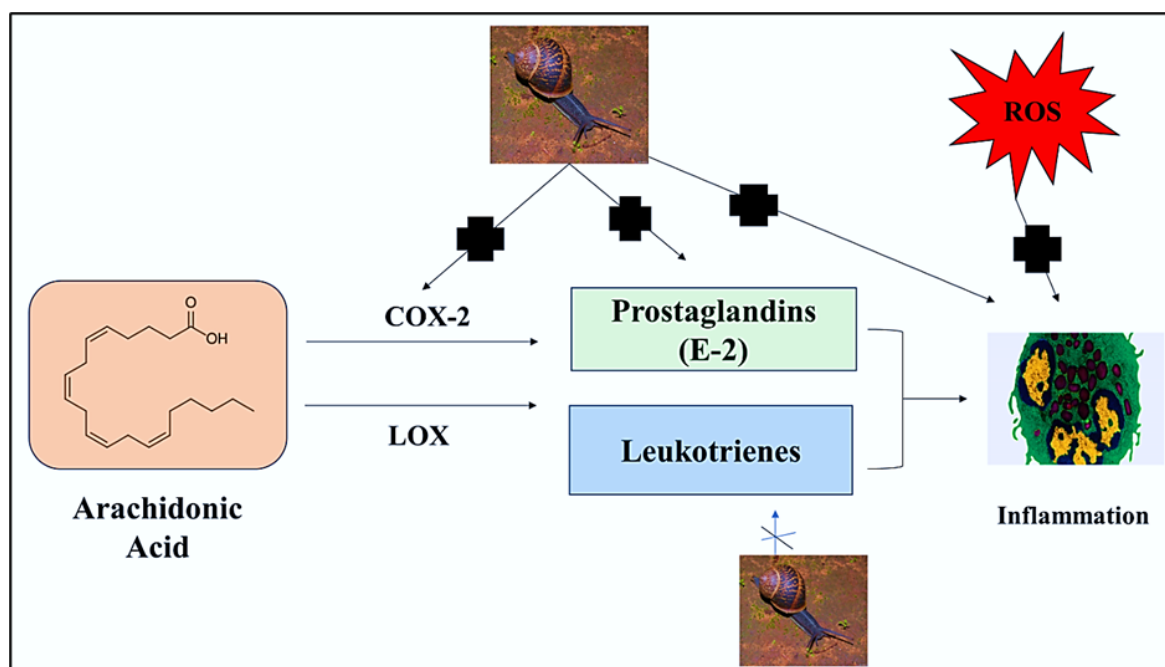 ROS
O
OH
COX-2
LOX
Prostaglandins
(E-2)
Leukotrienes
Arachidonic
Acid
Inflammation